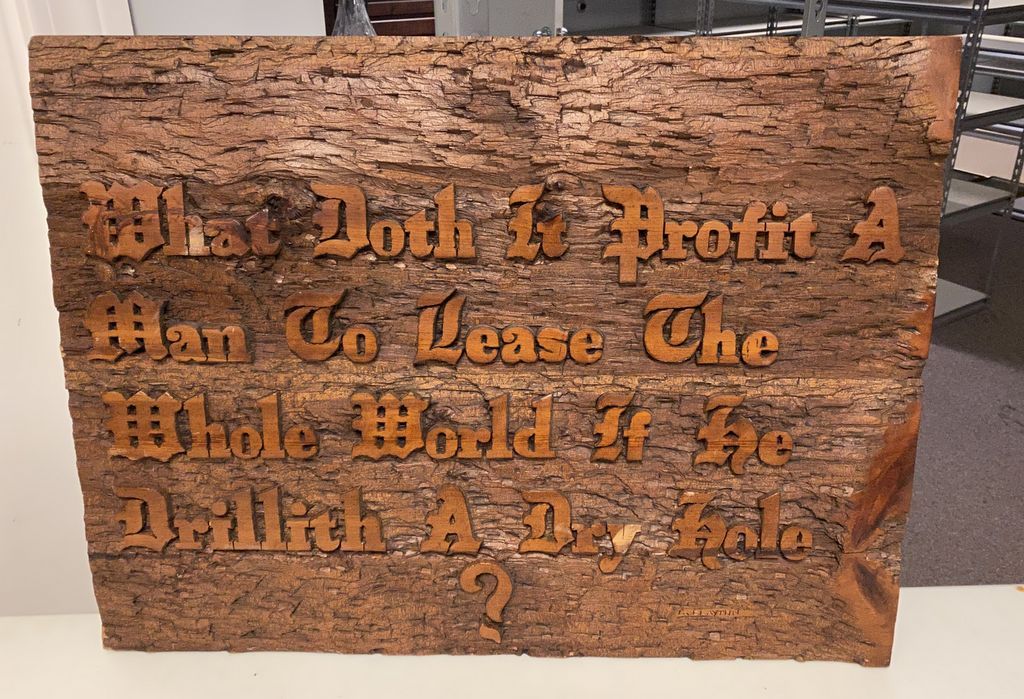 What Doth It Profit A
Man To Lease The
Whole World If He
Drillith A Dry Hole
?